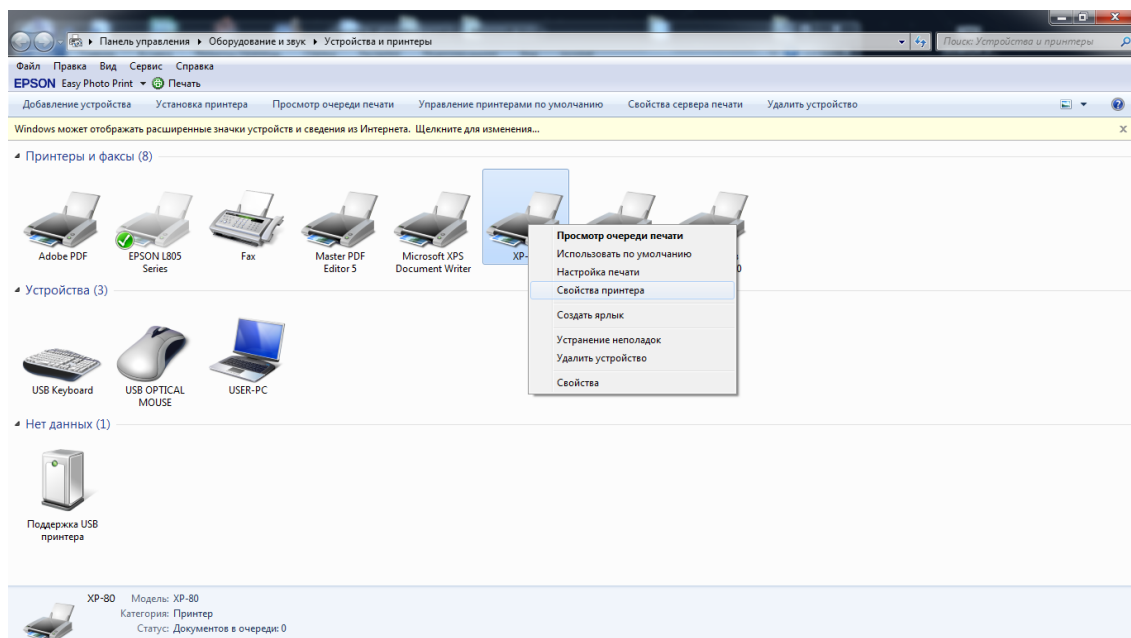 Панель управления ▸ Оборудование и звук ▸ Устройства и принтеры
Поиск: Устройства и принтеры
Файл Правка Вид Сервис Справка
EPSON Easy Photo Print Печать
Добавление устройства Установка принтера Просмотр очереди печати Управление принтерами по умолчанию Свойства сервера печати Удалить устройство
Windows может отображать расширенные значки устройств и сведения из Интернета. Щелкните для изменения...
Принтеры и факсы (8)
Adobe PDF
EPSON L805
Series
Fax
Master PDF
Editor 5
Microsoft XPS
Document Writer
XP-
0
Просмотр очереди печати
Использовать по умолчанию
Настройка печати
Свойства принтера
Создать ярлык
Устранение неполадок
Удалить устройство
Свойства
Устройства (3)
USB Keyboard
USB OPTICAL
MOUSE
USER-PC
Нет данных (1)
Поддержка USB
принтера
XP-80 Модель: XP-80
Категория: Принтер
Статус: Документов в очереди: 0